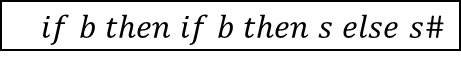 if b then if b then s else s#